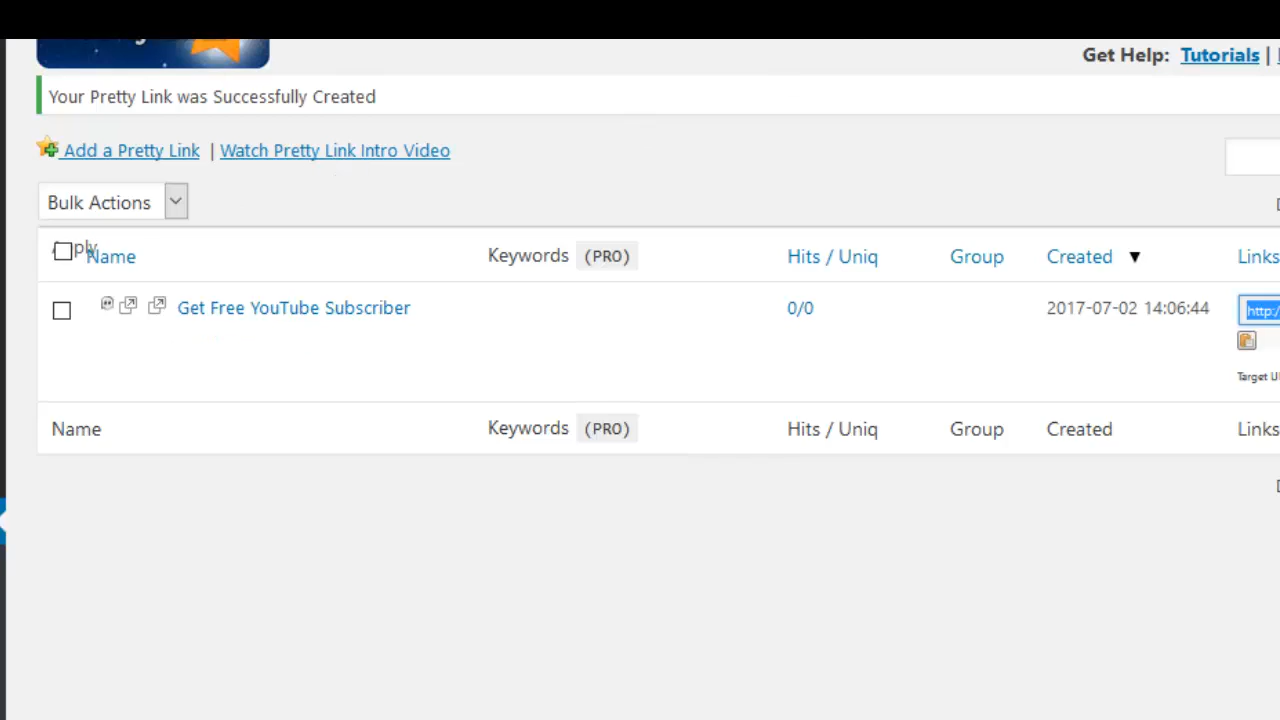 Get Help: Tutorials |
Your Pretty Link was Successfully Created
Add a Pretty Link | Watch Pretty Link Intro Video
Bulk Actions
Name Keywords (PRO) Hits / Uniq Group Created ▼ Links
Get Free YouTube Subscriber 0/0 2017-07-02 14:06:44 http:/
Target U
Name Keywords (PRO) Hits / Uniq Group Created Links